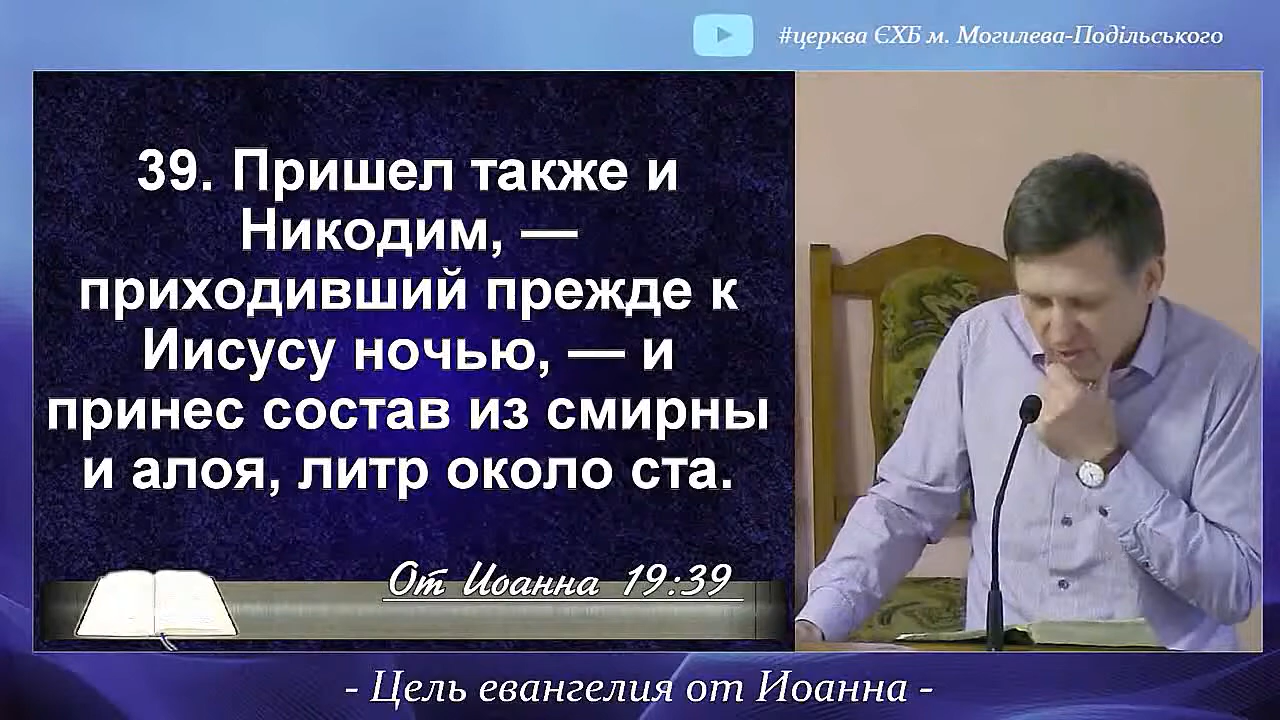 #церква ЄХБ м. Могилева-Подільського
39. Пришел также и
Никодим, —
приходивший прежде к
Иисусу ночью, — и
принес состав из смирны
и алоя, литр около ста.
От Иоанна 19:39
- Цель евангелия от Иоанна -